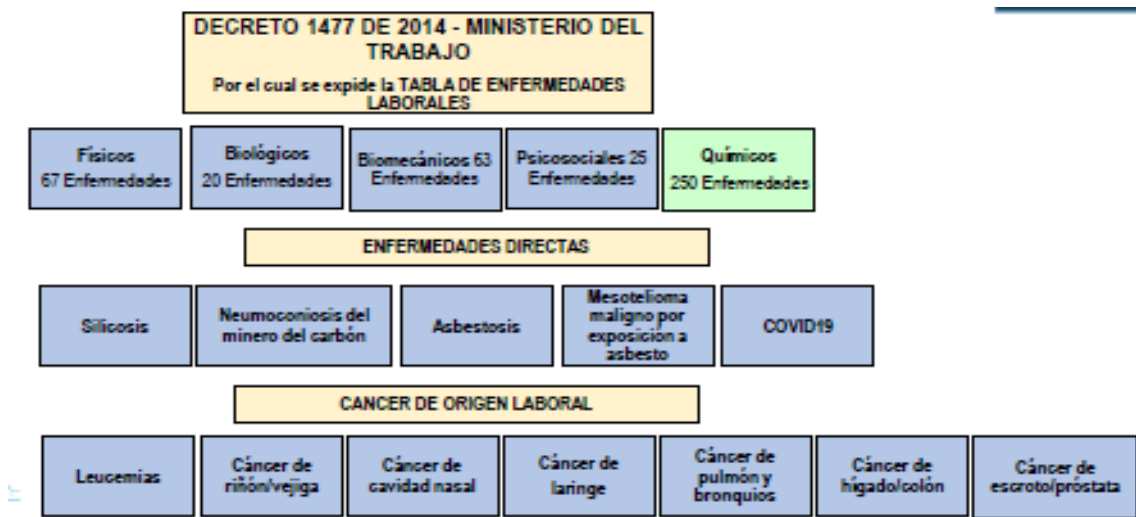 DECRETO 1477 DE 2014 - MINISTERIO DEL
TRABAJO
Por el cual se expide la TABLA DE ENFERMEDADES
LABORALES
Físicos
67 Enfermedades
Biológicos
20 Enfermedades
Biomecánicos 63
Enfermedades
Psicosociales 25
Enfermedades
Químicos
250 Enfermedades
ENFERMEDADES DIRECTAS
Silicosis
Neumoconiosis del
minero del carbón
Asbestosis
Mesotelioma
maligno por
exposición a
asbesto
COVID19
CANCER DE ORIGEN LABORAL
Leucemias
Cáncer de
riñón/vejiga
Cáncer de
cavidad nasal
Cáncer de
laringe
Cáncer de
pulmón y
bronquios
Cáncer de
hígado/colón
Cáncer de
escroto/próstata